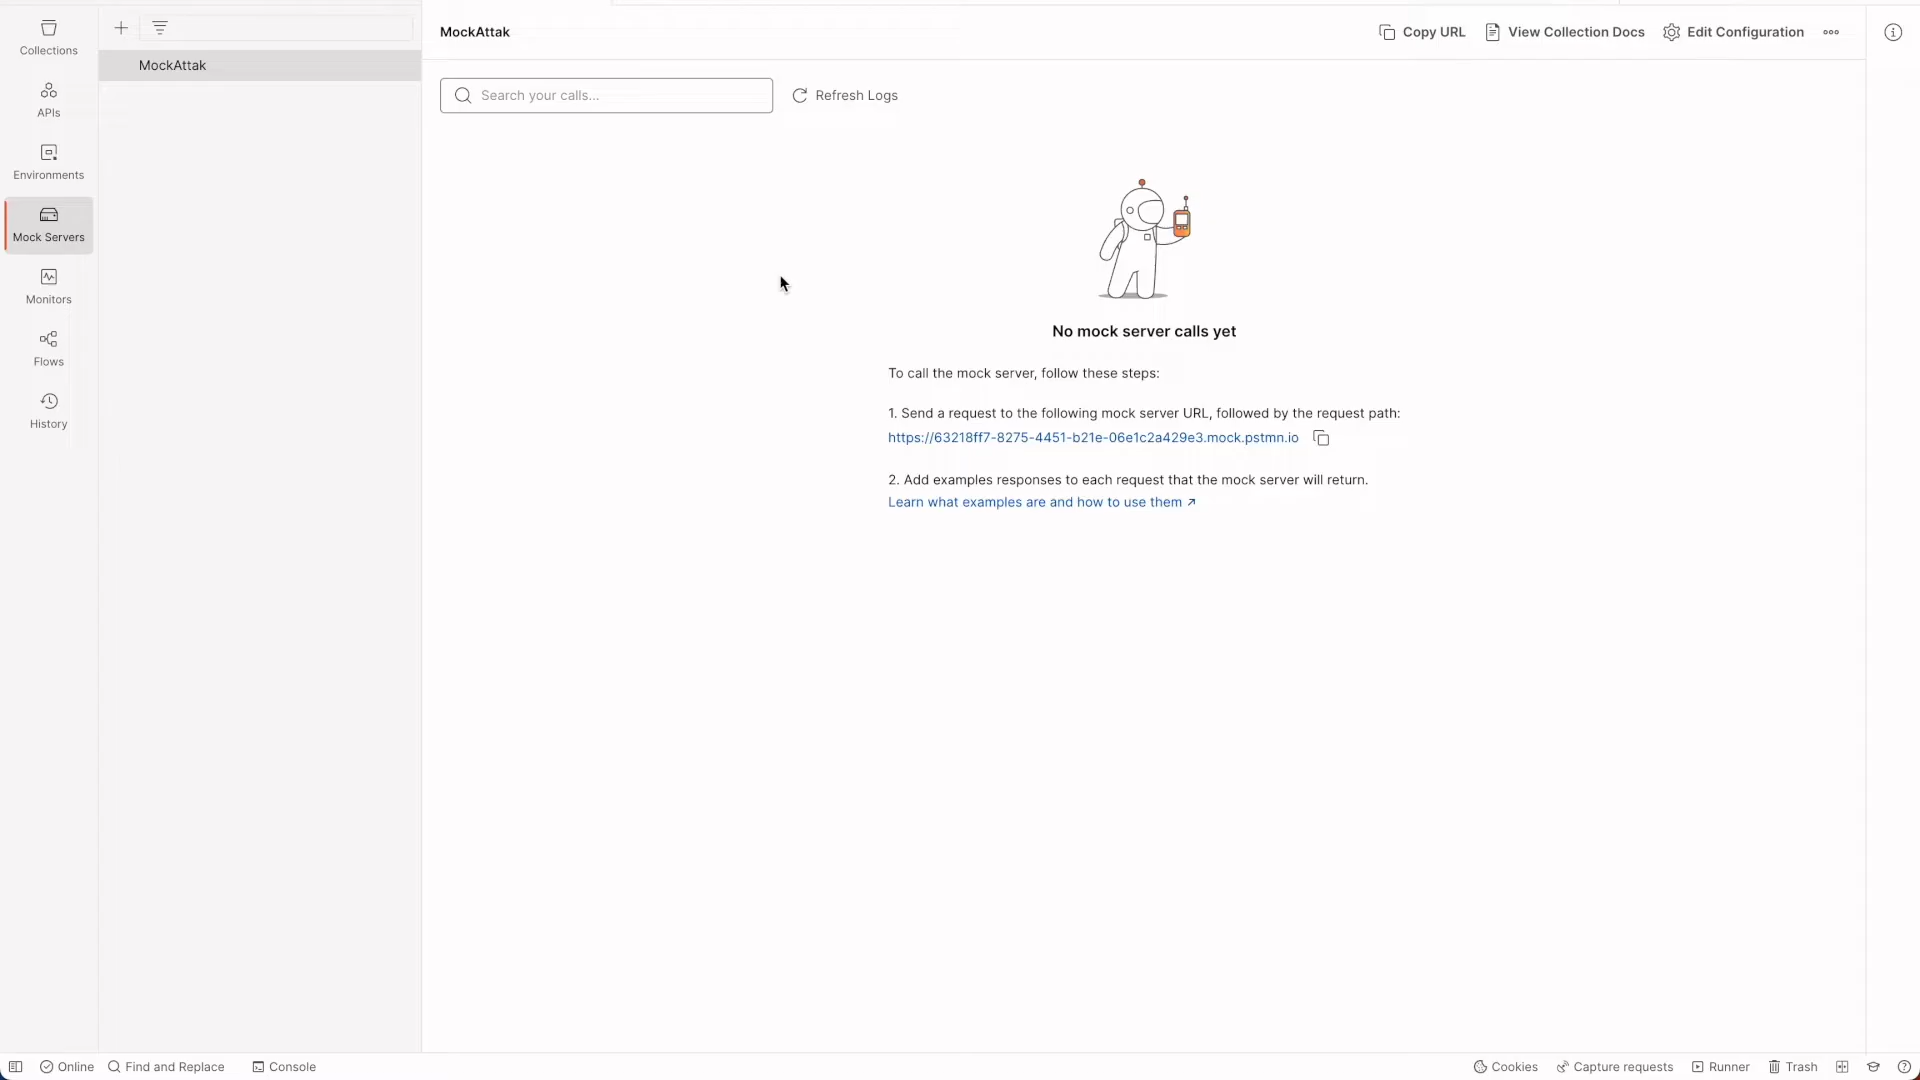 Collections
APIs
Environments
Mock Servers
Monitors
Flows
History
MockAttak
MockAttak
Copy URL
View Collection Docs
Edit Configuration
Search your calls...
Refresh Logs
No mock server calls yet
To call the mock server, follow these steps:
1. Send a request to the following mock server URL, followed by the request path:
https://63218ff7-8275-4451-b21e-06e1c2a429e3.mock.pstmn.io
2. Add examples responses to each request that the mock server will return.
Learn what examples are and how to use them ↗
Online
Find and Replace
Console
Cookies
Capture requests
Runner
Trash